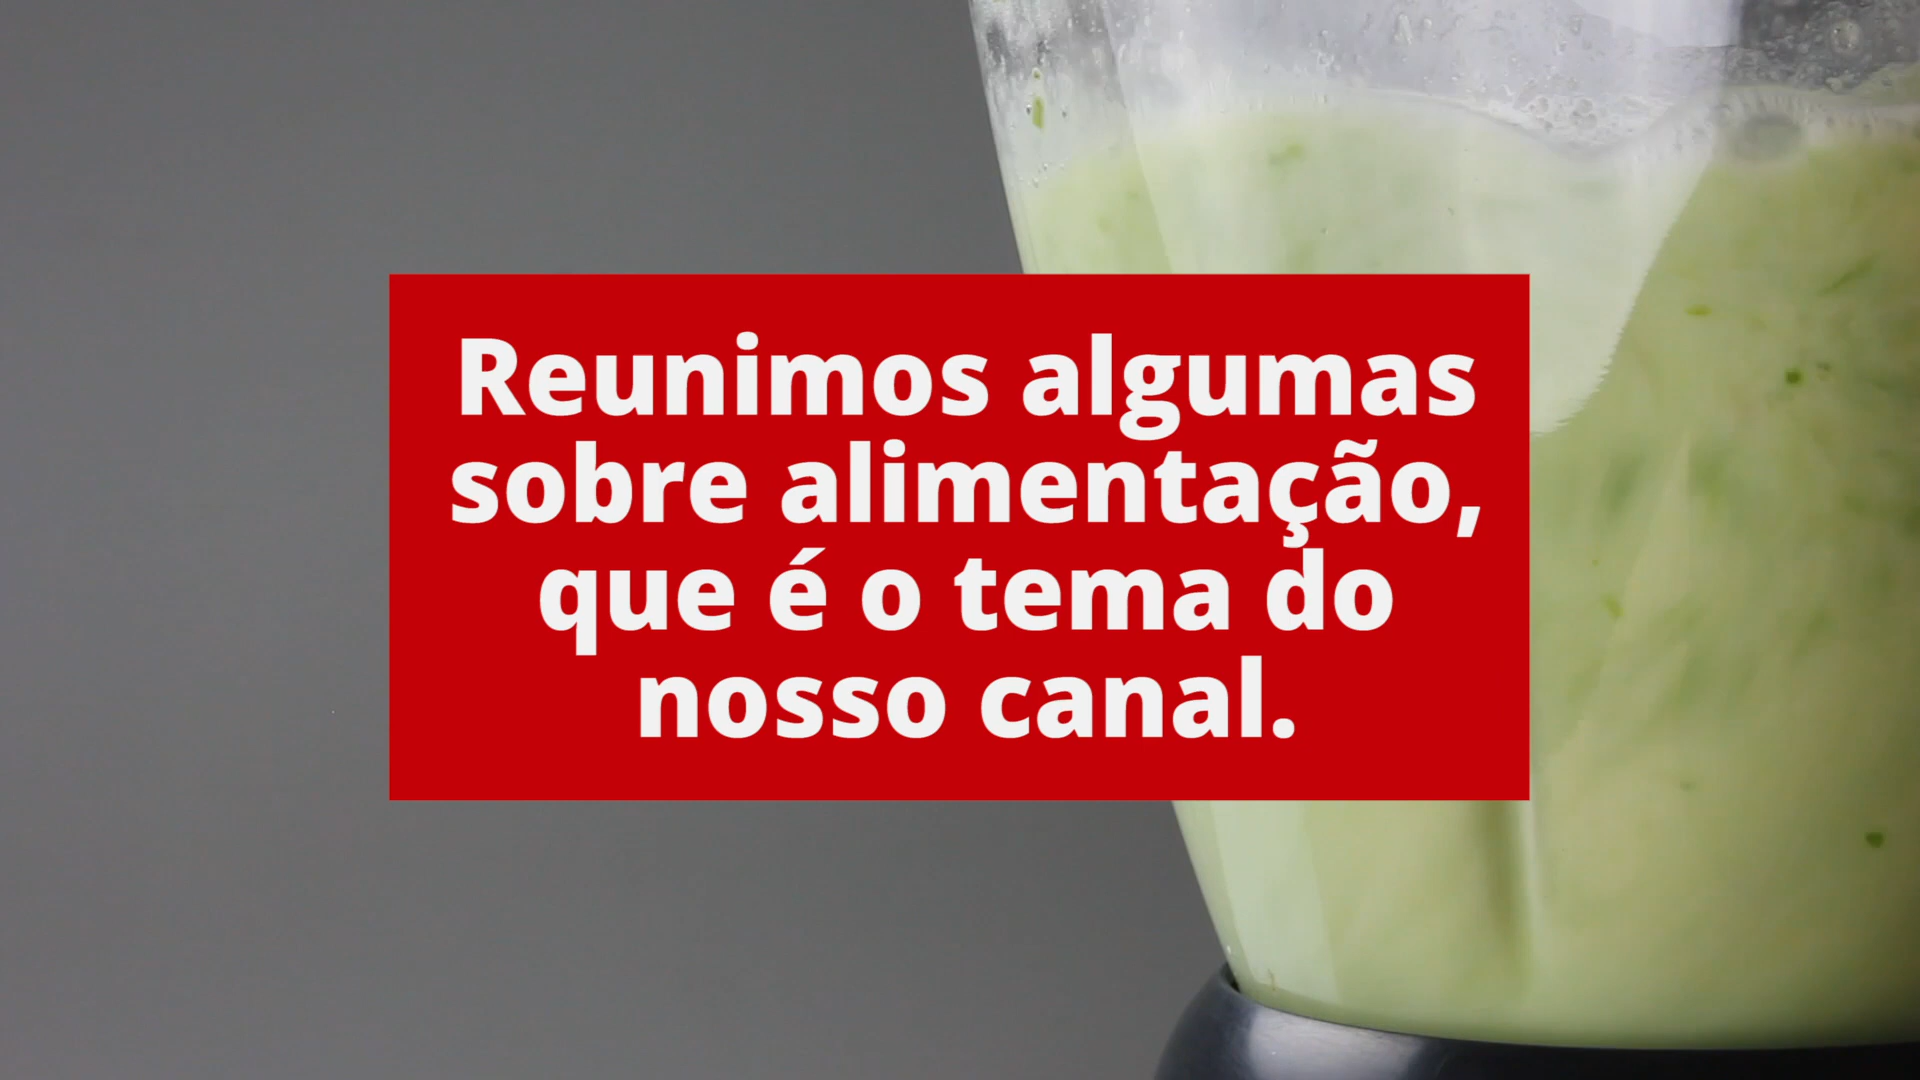 Reunimos algumas
sobre alimentação,
que é o tema do
nosso canal.